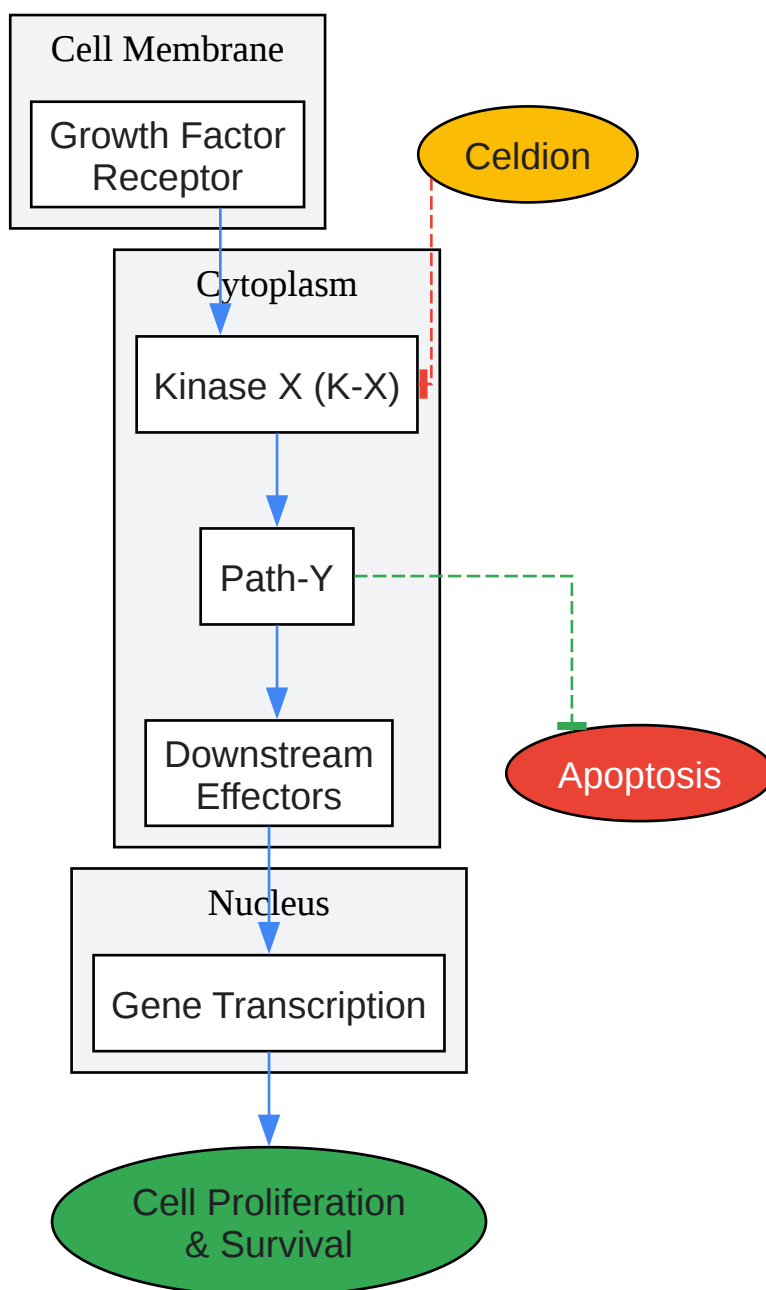 Cell Membrane
Growth Factor
Receptor
Celdion
Cytoplasm
Kinase X (K-X)
Path-Y
Downstream
Effectors
Apoptosis
Nucleus
Gene Transcription
Cell Proliferation
& Survival